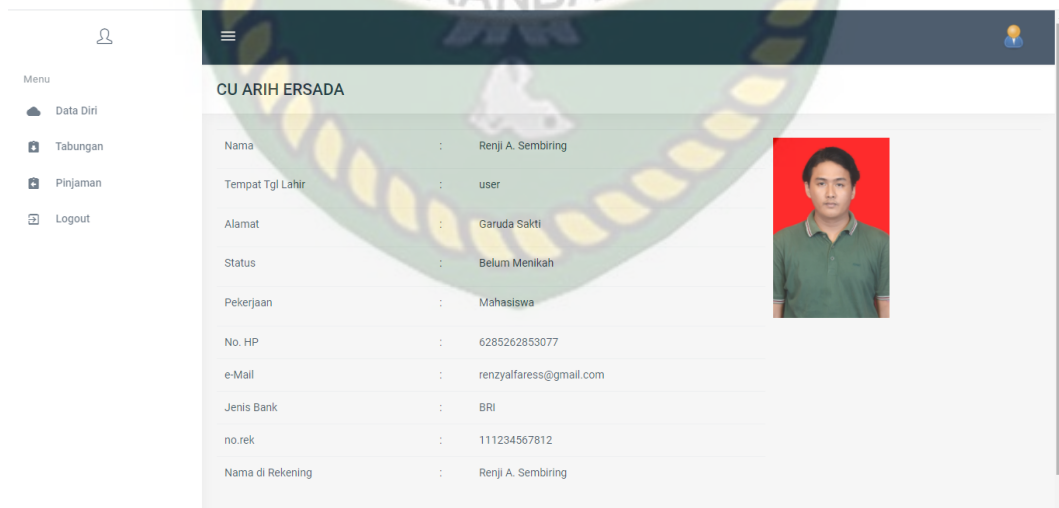 Menu
Data Diri
Tabungan
Pinjaman
Logout
CU ARIH ERSADA
Nama : Renji A. Sembiring
Tempat Tgl Lahir : user
Alamat : Garuda Sakti
Status : Belum Menikah
Pekerjaan : Mahasiswa
No. HP : 6285262853077
e-Mail : renzyalfaress@gmail.com
Jenis Bank : BRI
no.rek : 111234567812
Nama di Rekening : Renji A. Sembiring